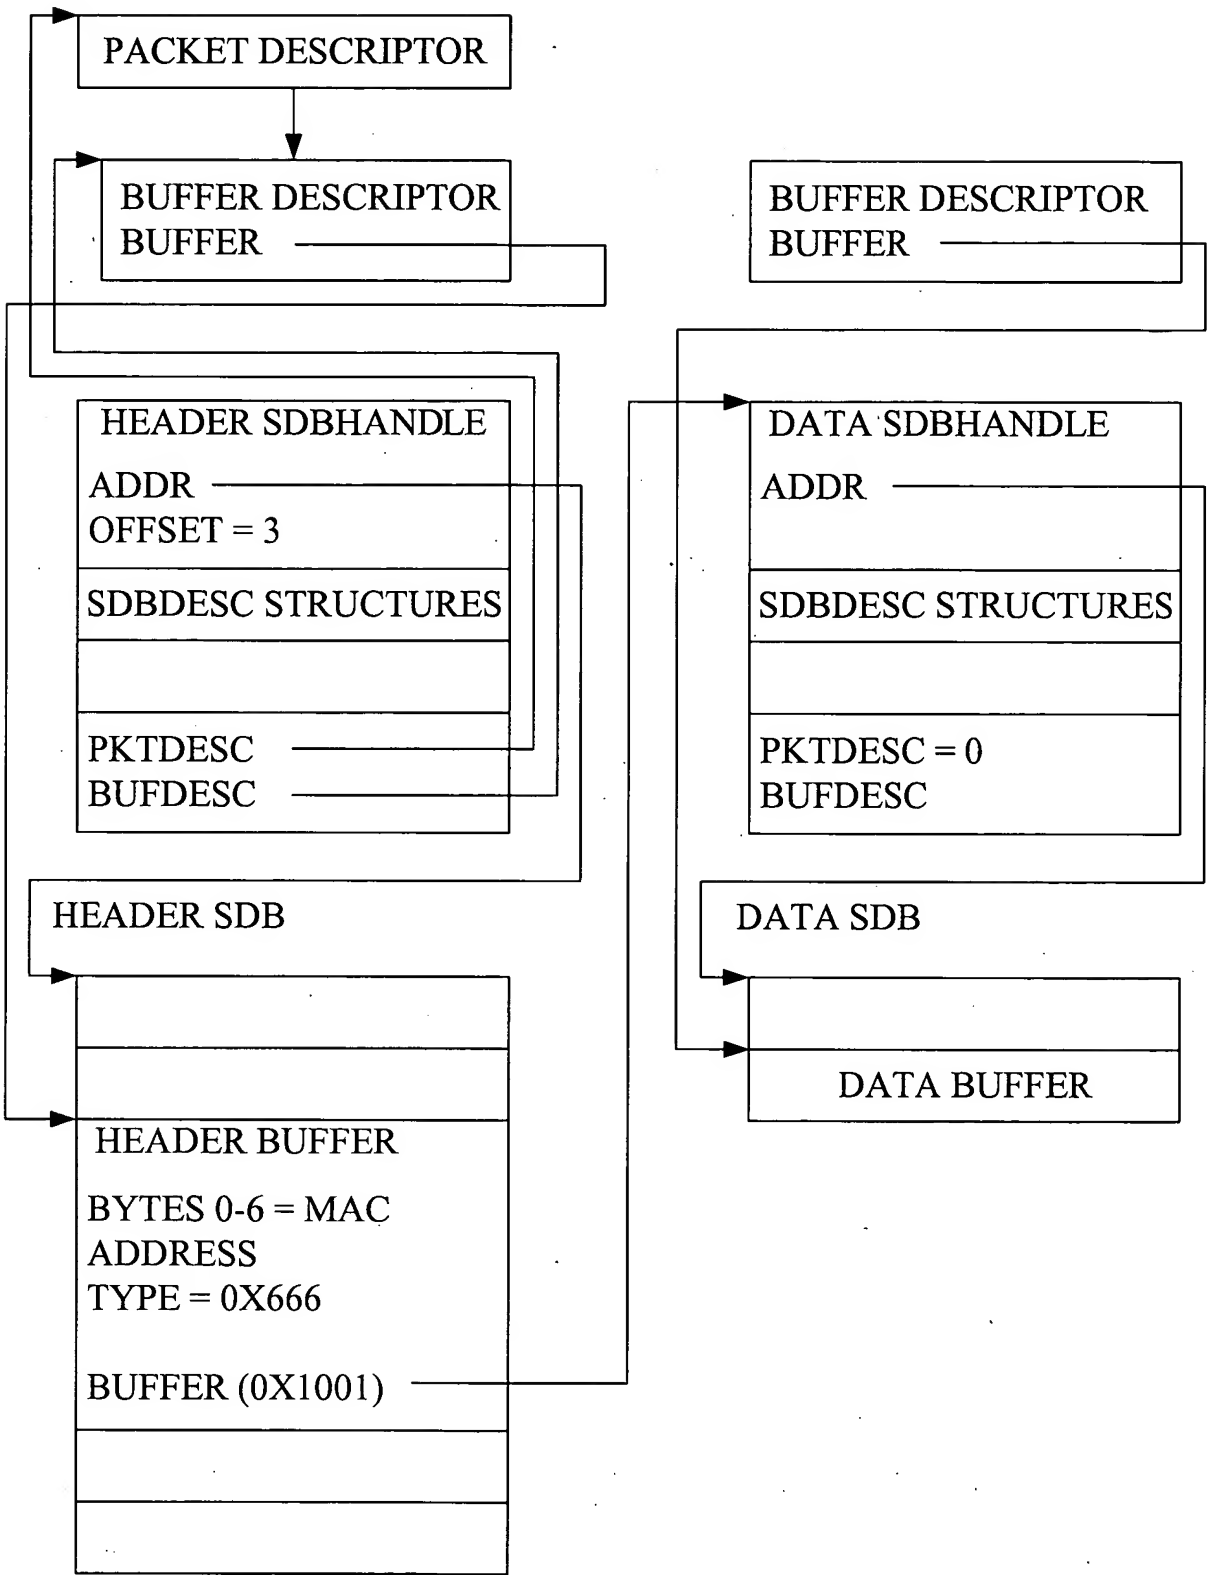 PACKET DESCRIPTOR
BUFFER DESCRIPTOR
BUFFER
BUFFER DESCRIPTOR
BUFFER
HEADER SDBHANDLE
ADDR
OFFSET = 3
SDBDESC STRUCTURES
PKTDESC
BUFDESC
DATA SDBHANDLE
ADDR
SDBDESC STRUCTURES
PKTDESC = 0
BUFDESC
HEADER SDB
HEADER BUFFER
BYTES 0-6 = MAC
ADDRESS
TYPE = 0X666
BUFFER (0X1001)
DATA SDB
DATA BUFFER